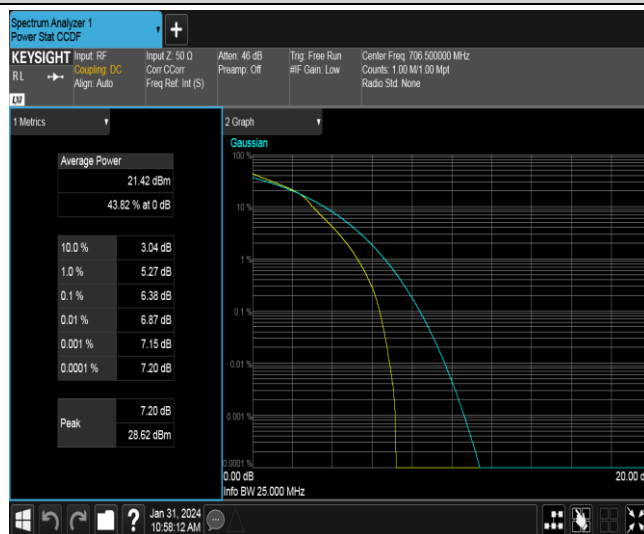 Spectrum Analyzer 1
Power Stat CCDF
KEYSIGHT Input: RF
Coupling: DC
Align: Auto
RL
LXI
Input Z: 50 Ω
Corr CCorr
Freq Ref: Int (S)
Atten: 46 dB
Preamp: Off
Trig: Free Run
#IF Gain: Low
Center Freq: 706.500000 MHz
Counts: 1.00 M/1.00 Mpt
Radio Std: None
1 Metrics
Average Power
21.42 dBm
43.82 % at 0 dB
10.0 % 3.04 dB
1.0 % 5.27 dB
0.1 % 6.38 dB
0.01 % 6.87 dB
0.001 % 7.15 dB
0.0001 % 7.20 dB
Peak 7.20 dB
28.62 dBm
2 Graph
Gaussian
100 %
10 %
1 %
0.1 %
0.01 %
0.001 %
0.0001 %
0.00 dB 20.00 d
Info BW 25.000 MHz
? Jan 31, 2024
10:58:12 AM